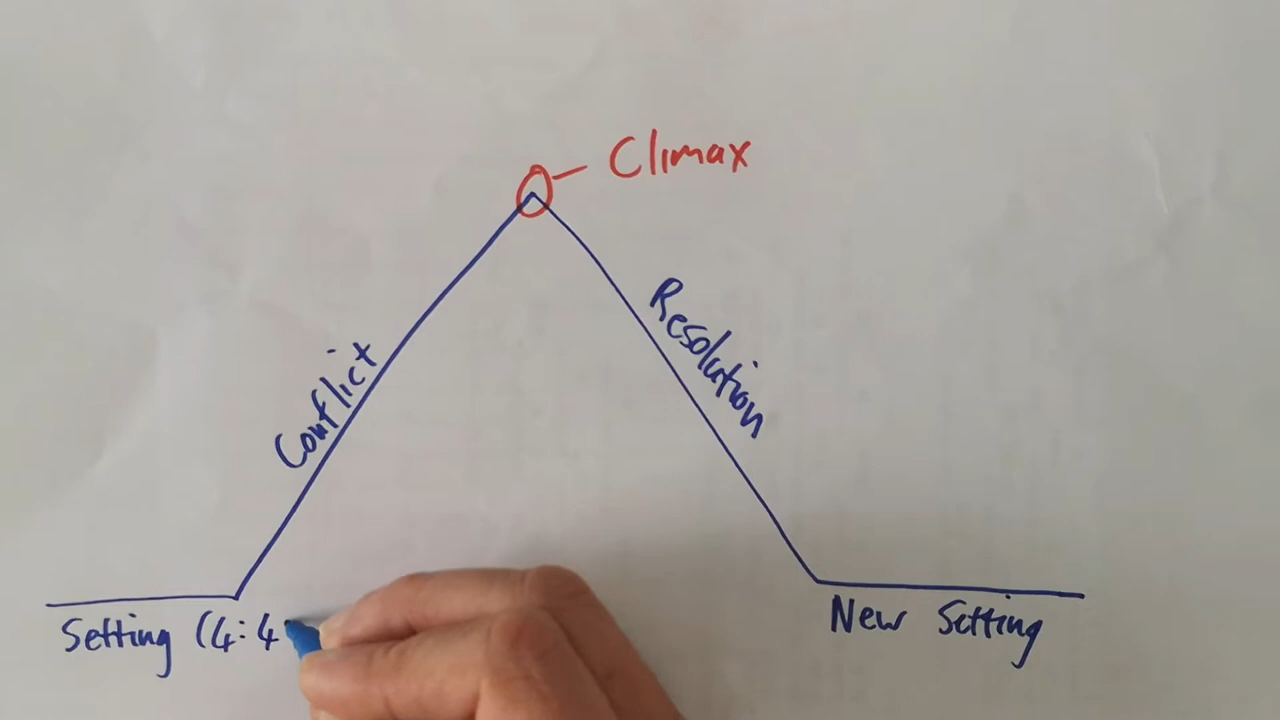 Climax
Conflict
Resolution
Setting (4:4
New Setting